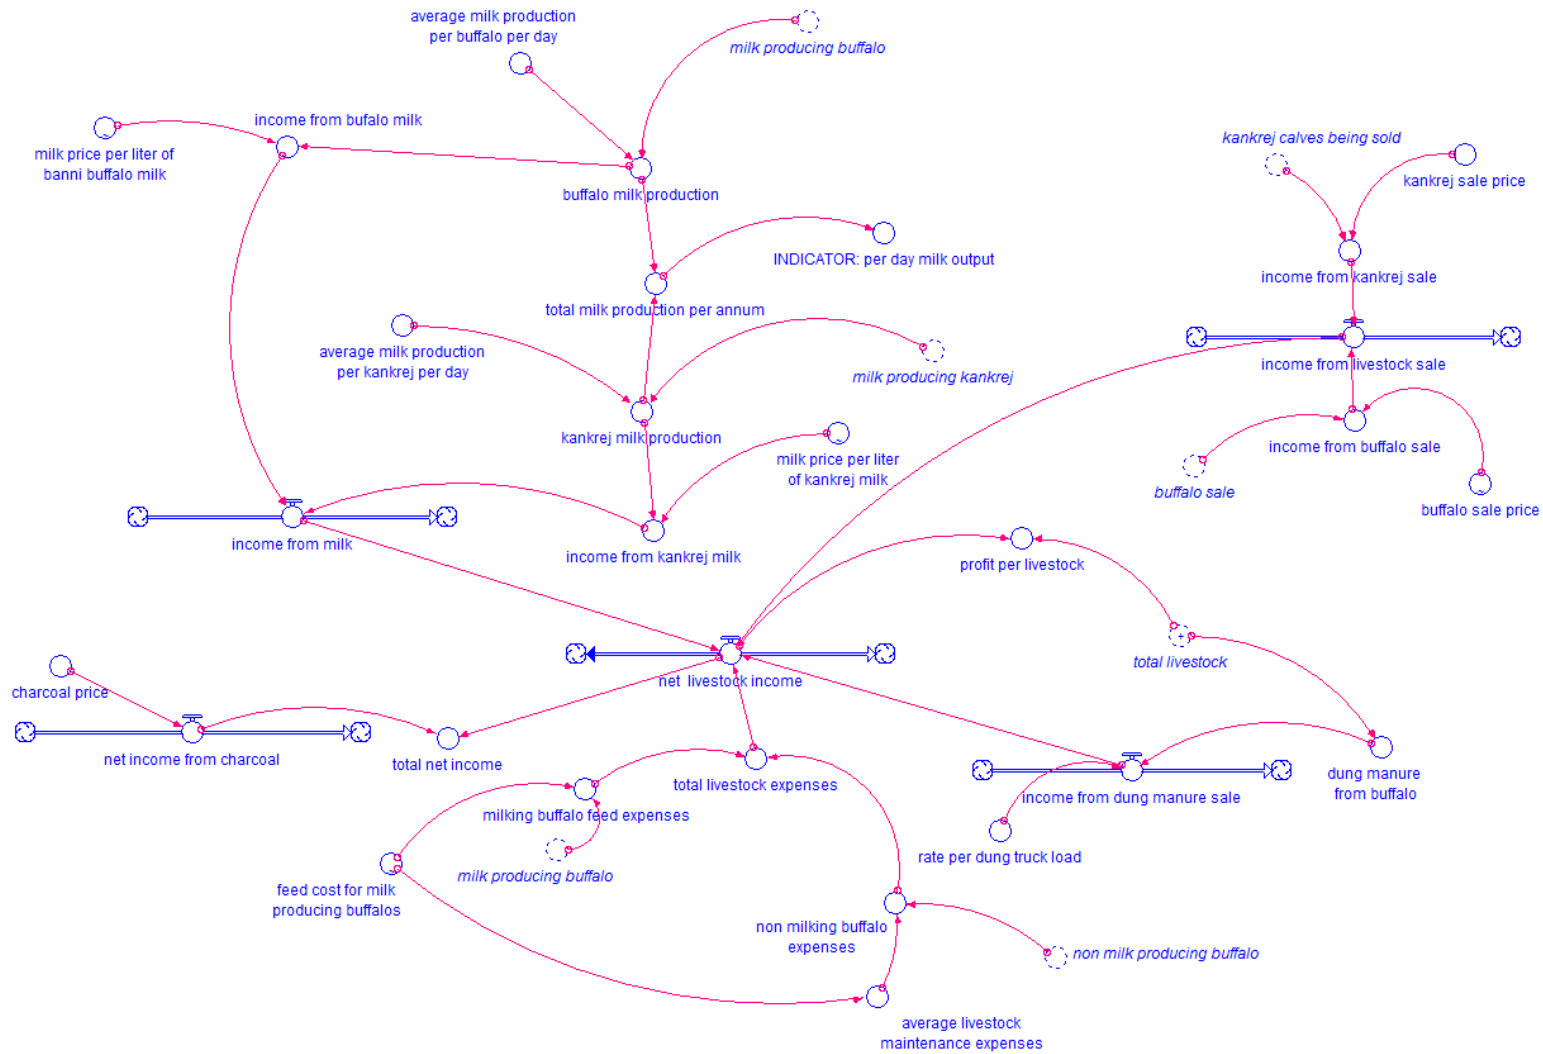 average milk production
per buffalo per day
milk producing buffalo
income from bufalo milk
milk price per liter of
banni buffalo milk
buffalo milk production
kankrej calves being sold
kankrej sale price
INDICATOR: per day milk output
income from kankrej sale
total milk production per annum
average milk production
per kankrej per day
milk producing kankrej
income from livestock sale
kankrej milk production
milk price per liter
of kankrej milk
income from buffalo sale
buffalo sale
buffalo sale price
income from milk
income from kankrej milk
profit per livestock
total livestock
net livestock income
charcoal price
net income from charcoal
total net income
total livestock expenses
dung manure
from buffalo
income from dung manure sale
milking buffalo feed expenses
rate per dung truck load
milk producing buffalo
feed cost for milk
producing buffalos
non milking buffalo
expenses
non milk producing buffalo
average livestock
maintenance expenses